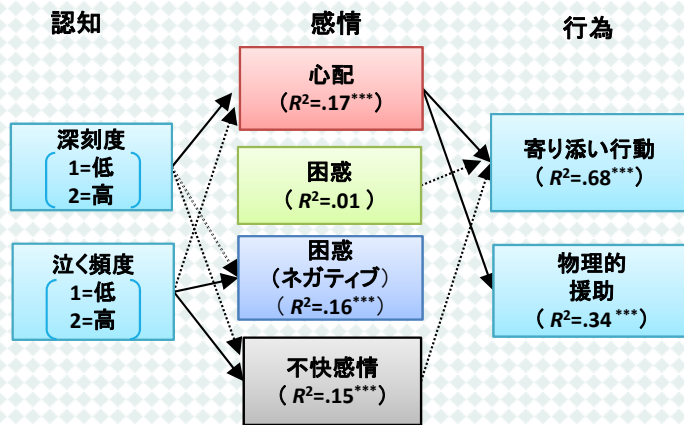 認知
感情
行為
深刻度
1=低
2=高
泣く頻度
1=低
2=高
心配
(R²=.17***)
困惑
( R²=.01 )
困惑
(ネガティブ)
( R²=.16***)
不快感情
( R²=.15***)
寄り添い行動
( R²=.68***)
物理的
援助
( R²=.34 ***)